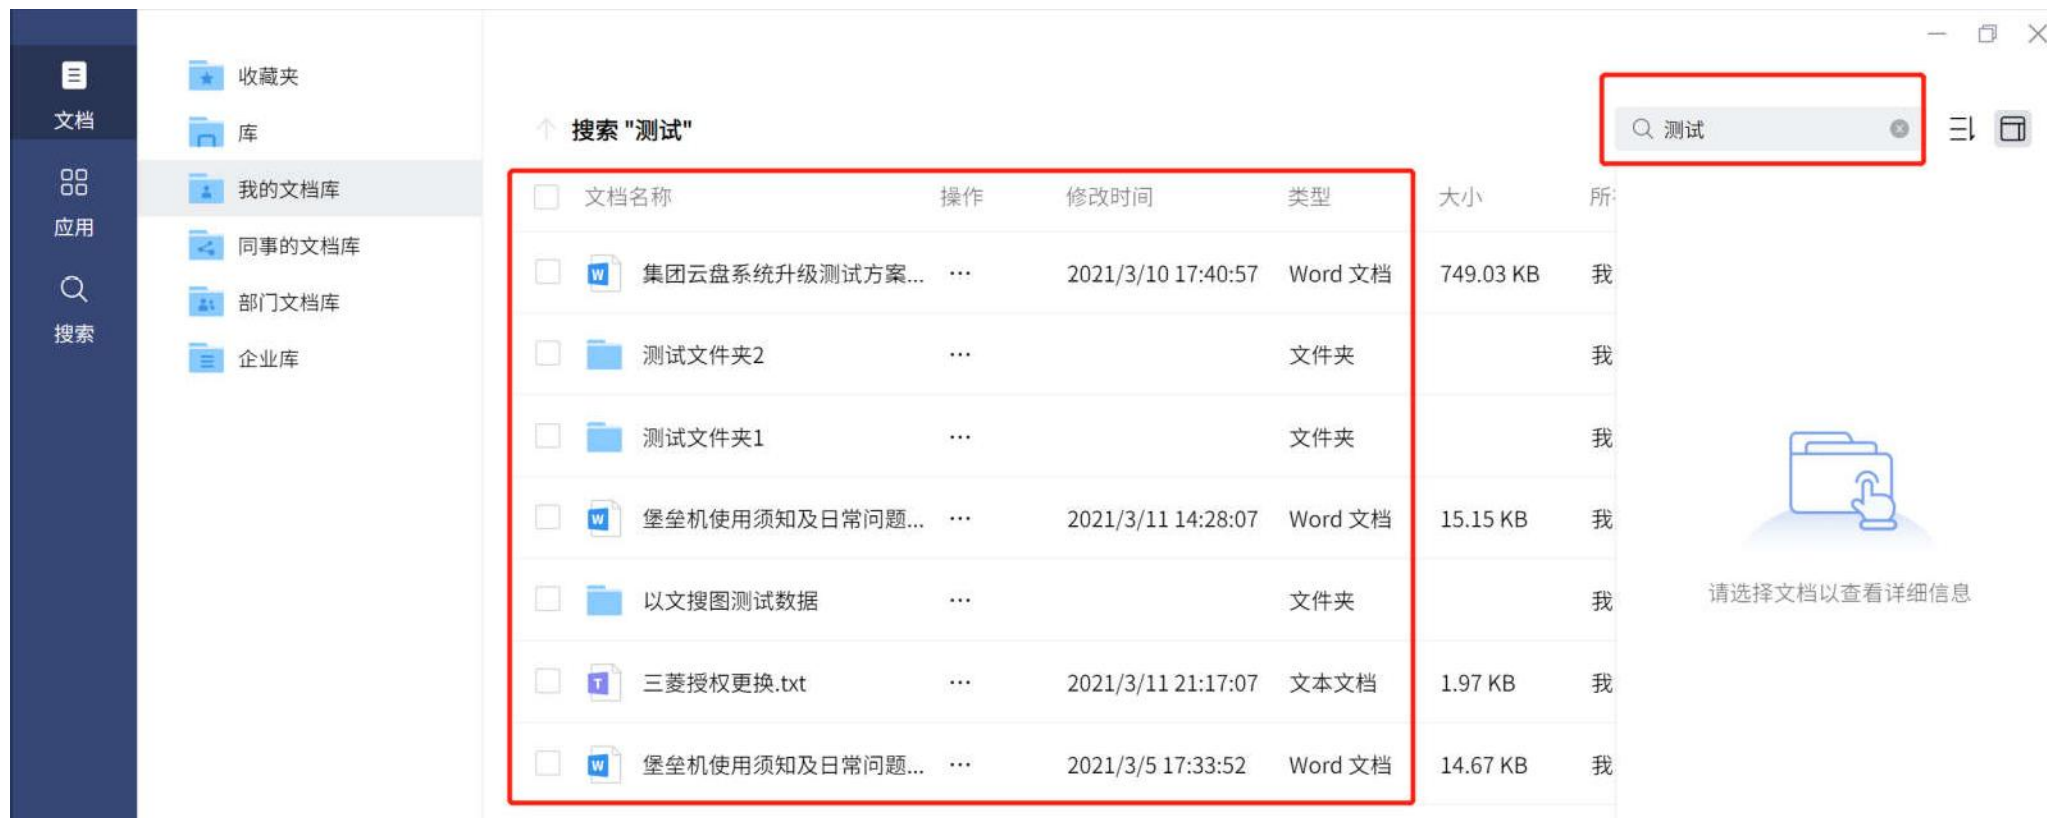 文档
应用
搜索
收藏夹
库
我的文档库
同事的文档库
部门文档库
企业库
搜索 "测试"
测试
文档名称 操作 修改时间 类型 大小
集团云盘系统升级测试方案... ... 2021/3/10 17:40:57 Word 文档 749.03 KB 我
测试文件夹2 ... 文件夹 我
测试文件夹1 ... 文件夹 我
堡垒机使用须知及日常问题... ... 2021/3/11 14:28:07 Word 文档 15.15 KB 我
以文搜图测试数据 ... 文件夹 我
三菱授权更换.txt ... 2021/3/11 21:17:07 文本文档 1.97 KB 我
堡垒机使用须知及日常问题... ... 2021/3/5 17:33:52 Word 文档 14.67 KB 我
请选择文档以查看详细信息